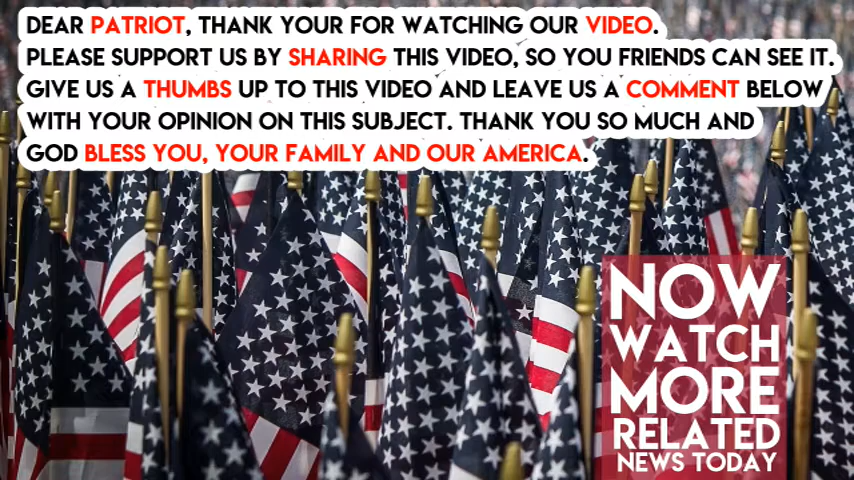 DEAR PATRIOT, THANK YOUR FOR WATCHING OUR VIDEO.
PLEASE SUPPORT US BY SHARING THIS VIDEO, SO YOU FRIENDS CAN SEE IT.
GIVE US A THUMBS UP TO THIS VIDEO AND LEAVE US A COMMENT BELOW
WITH YOUR OPINION ON THIS SUBJECT. THANK YOU SO MUCH AND
GOD BLESS YOU, YOUR FAMILY AND OUR AMERICA.
NOW
WATCH
MORE
RELATED
NEWS TODAY